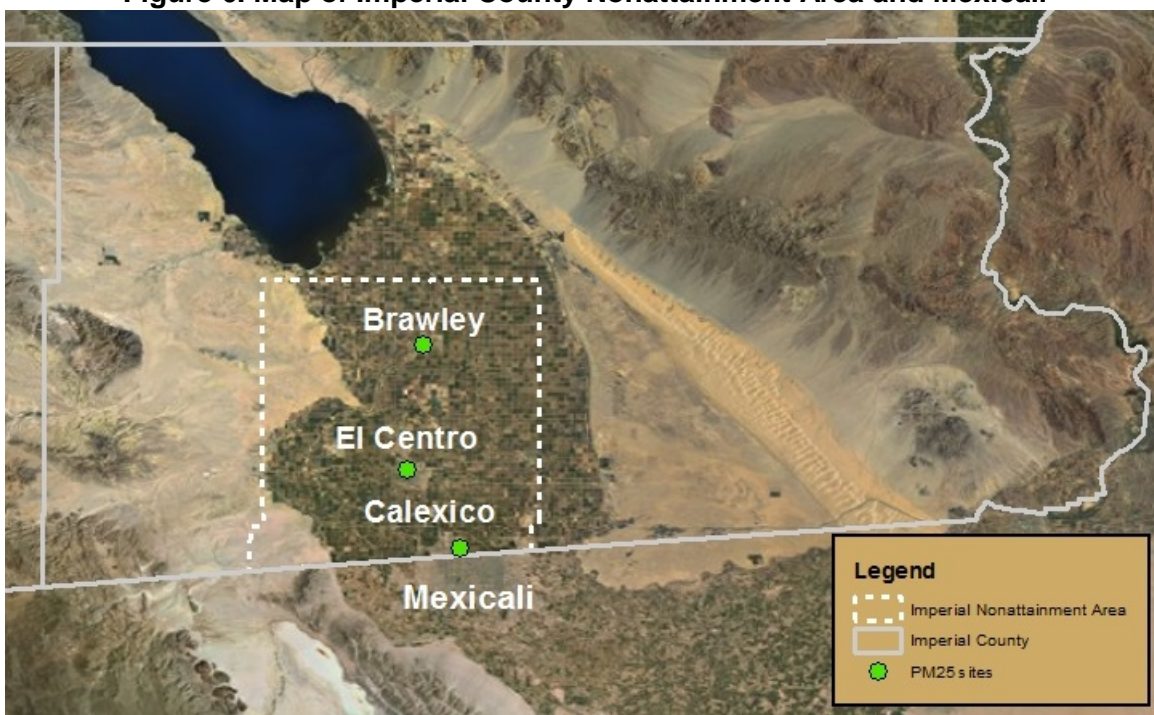 Figure Map of Imperial County Nonattainment Area and Mexicali
Brawley
El Centro
Calexico
Mexicali
Legend
Imperial Nonattainment Area
Imperial County
PM25 sites